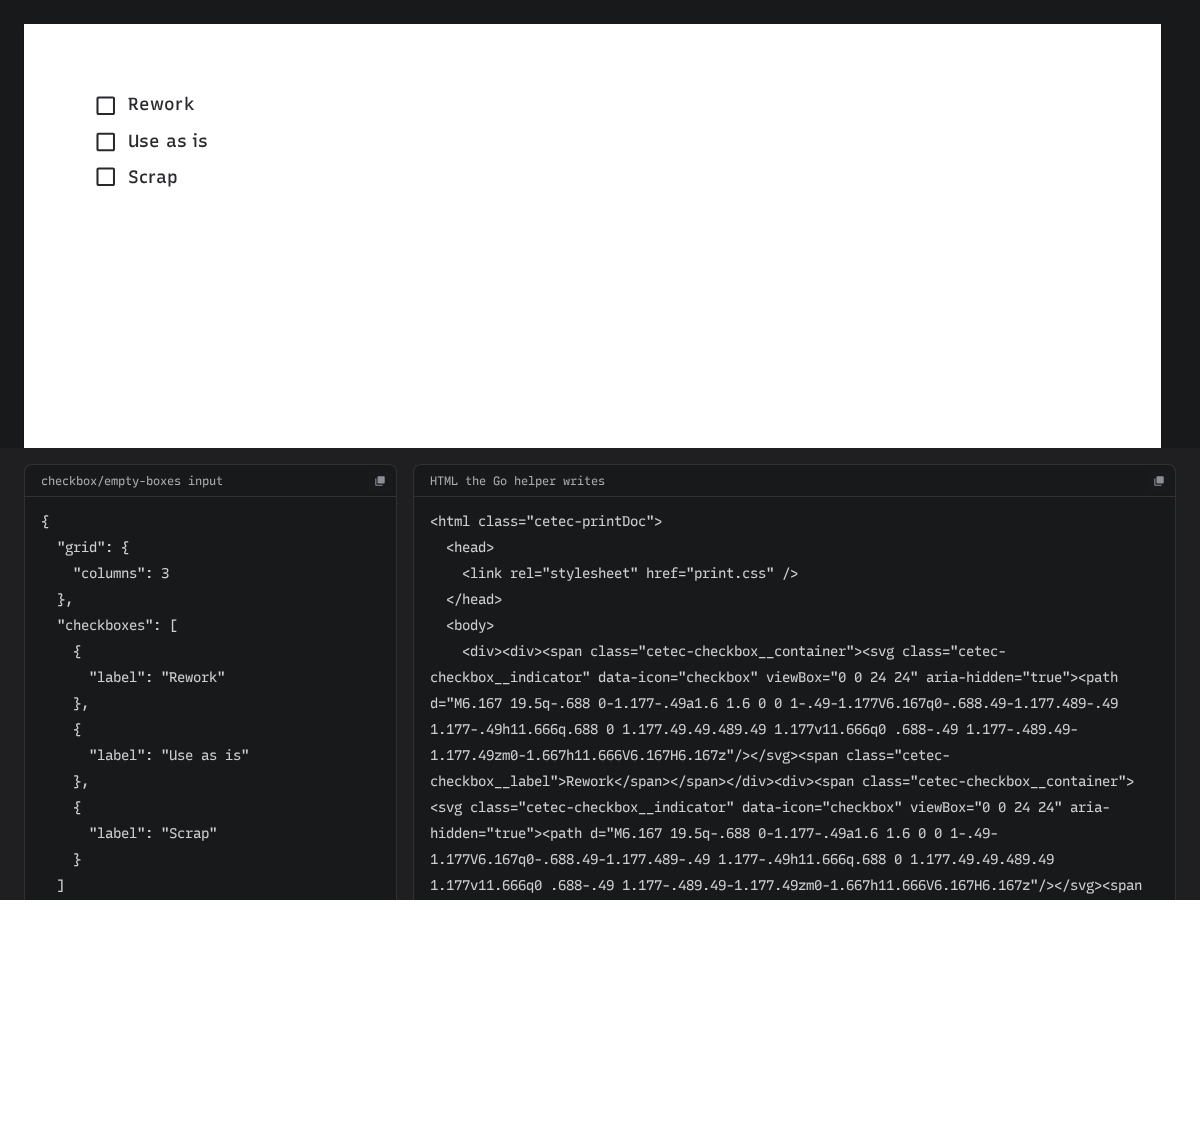 Rework
Use as is
Scrap
checkbox/empty-boxes input
{
  "grid": {
    "columns": 3
  },
  "checkboxes": [
    {
      "label": "Rework"
    },
    {
      "label": "Use as is"
    },
    {
      "label": "Scrap"
    }
  ]
HTML the Go helper writes
<html class="cetec-printDoc">
  <head>
    <link rel="stylesheet" href="print.css" />
  </head>
  <body>
    <div><div><span class="cetec-checkbox__container"><svg class="cetec-
checkbox__indicator" data-icon="checkbox" viewBox="0 0 24 24" aria-hidden="true"><path
d="M6.167 19.5q-.688 0-1.177-.49a1.6 1.6 0 0 1-.49-1.177V6.167q0-.688.49-1.177.489-.49
1.177-.49h11.666q.688 0 1.177.49.49.489.49 1.177v11.666q0 .688-.49 1.177-.489.49-
1.177.49zm0-1.667h11.666V6.167H6.167z"/></svg><span class="cetec-
checkbox__label">Rework</span></span></div><div><span class="cetec-checkbox__container">
<svg class="cetec-checkbox__indicator" data-icon="checkbox" viewBox="0 0 24 24" aria-
hidden="true"><path d="M6.167 19.5q-.688 0-1.177-.49a1.6 1.6 0 0 1-.49-
1.177V6.167q0-.688.49-1.177.489-.49 1.177-.49h11.666q.688 0 1.177.49.49.489.49
1.177v11.666q0 .688-.49 1.177-.489.49-1.177.49zm0-1.667h11.666V6.167H6.167z"/></svg><span